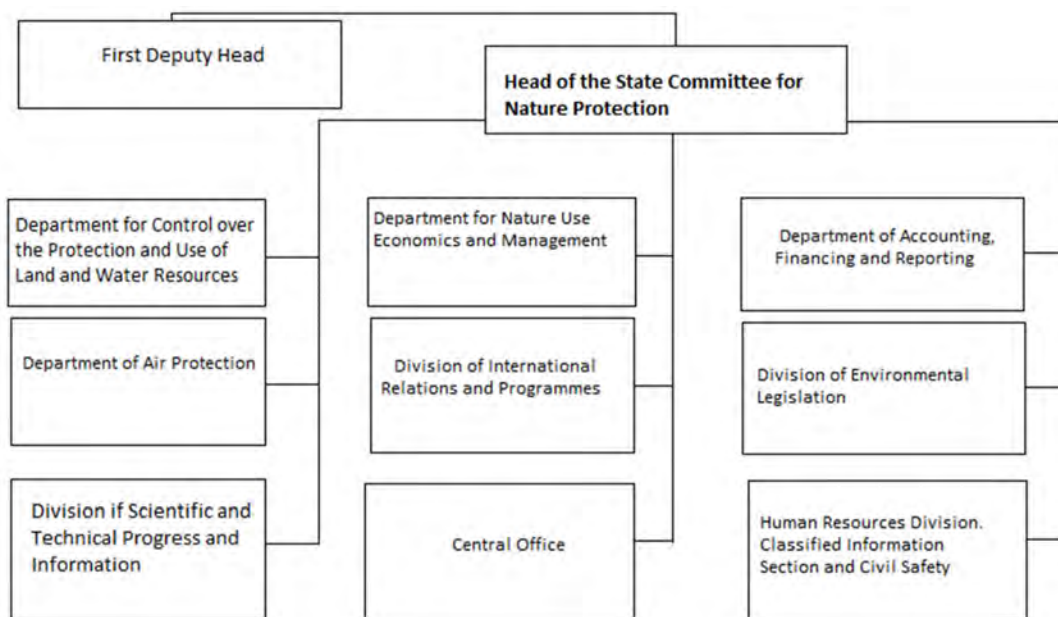 First Deputy Head
Head of the State Committee for
Nature Protection
Department for Control over
the Protection and Use of
Land and Water Resources
Department for Nature Use
Economics and Management
Department of Accounting,
Financing and Reporting
Department of Air Protection
Division of International
Relations and Programmes
Division of Environmental
Legislation
Division if Scientific and
Technical Progress and
Information
Central Office
Human Resources Division.
Classified Information
Section and Civil Safety